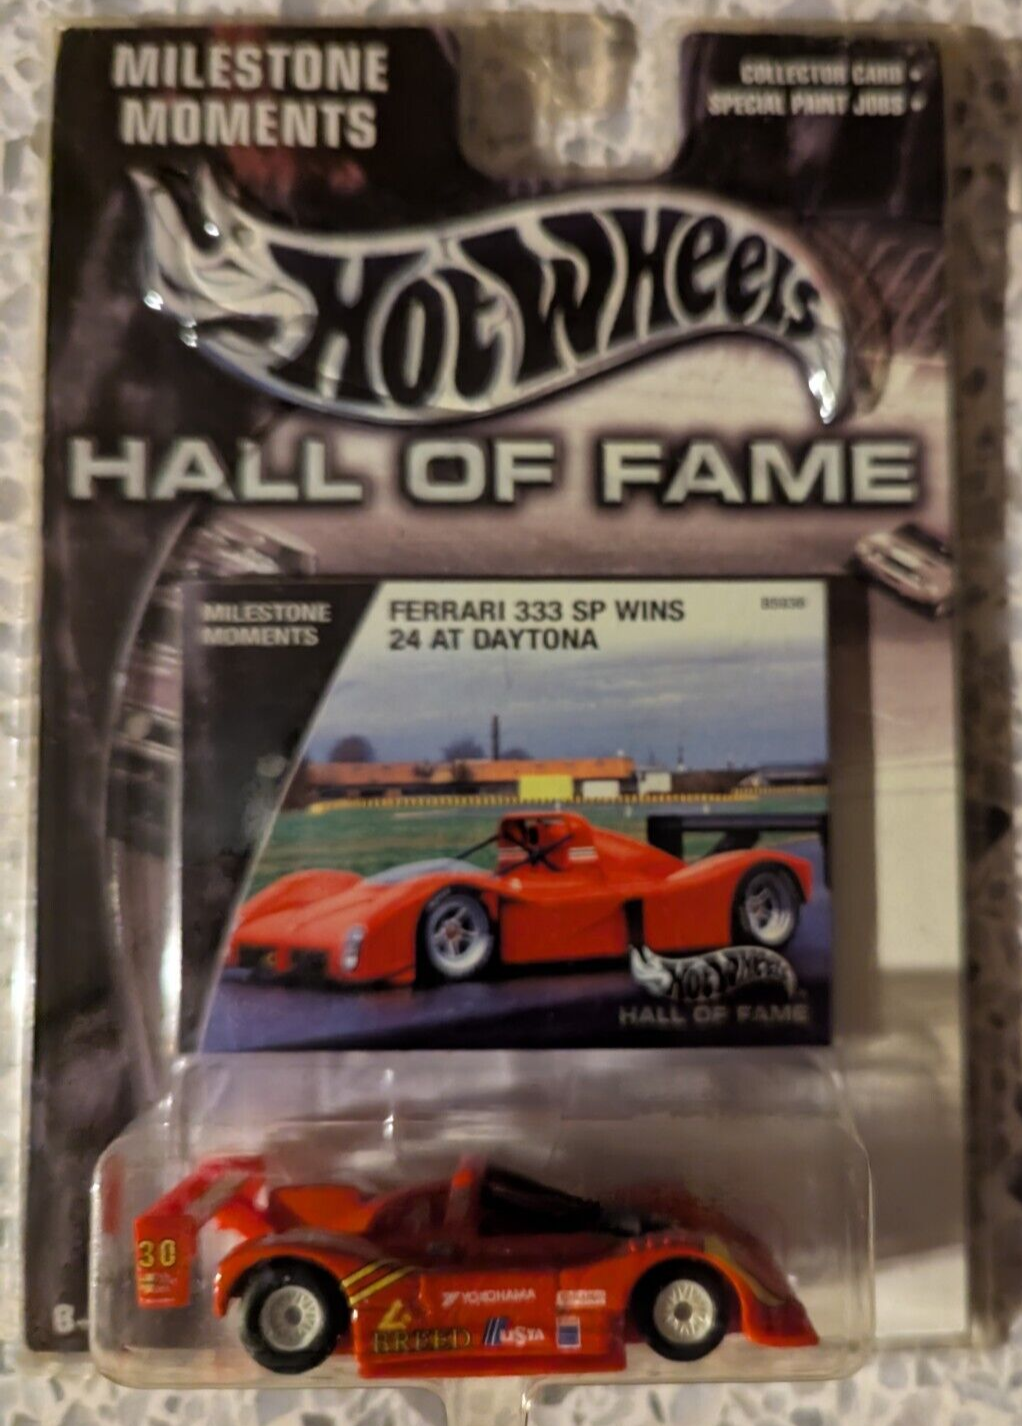 MILESTONE
MOMENTS
COLLECTOR CARD •
SPECIAL PAINT JOBS •
HOT WHEELS
HALL OF FAME
MILESTONE
MOMENTS
FERRARI 333 SP WINS
24 AT DAYTONA
HOT WHEELS
HALL OF FAME
30
YOKOHAMA
BREED
LISTA